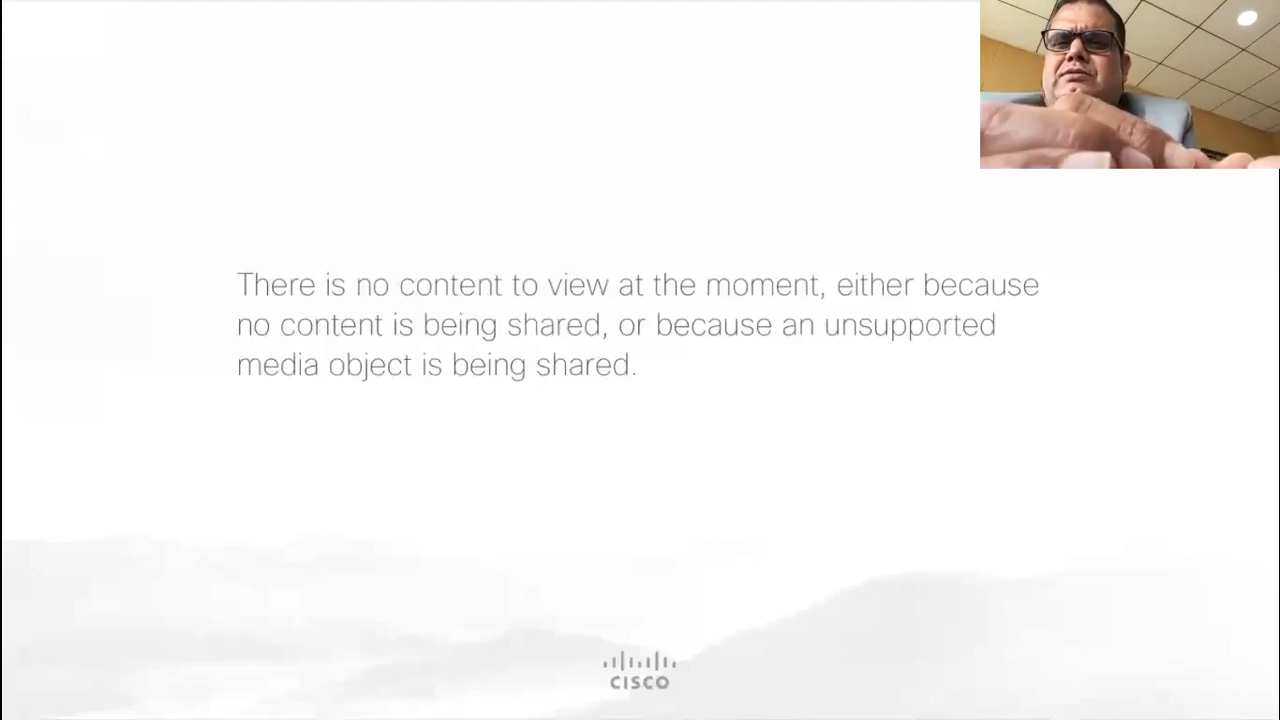 There is no content to view at the moment, either because
no content is being shared, or because an unsupported
media object is being shared.
CISCO